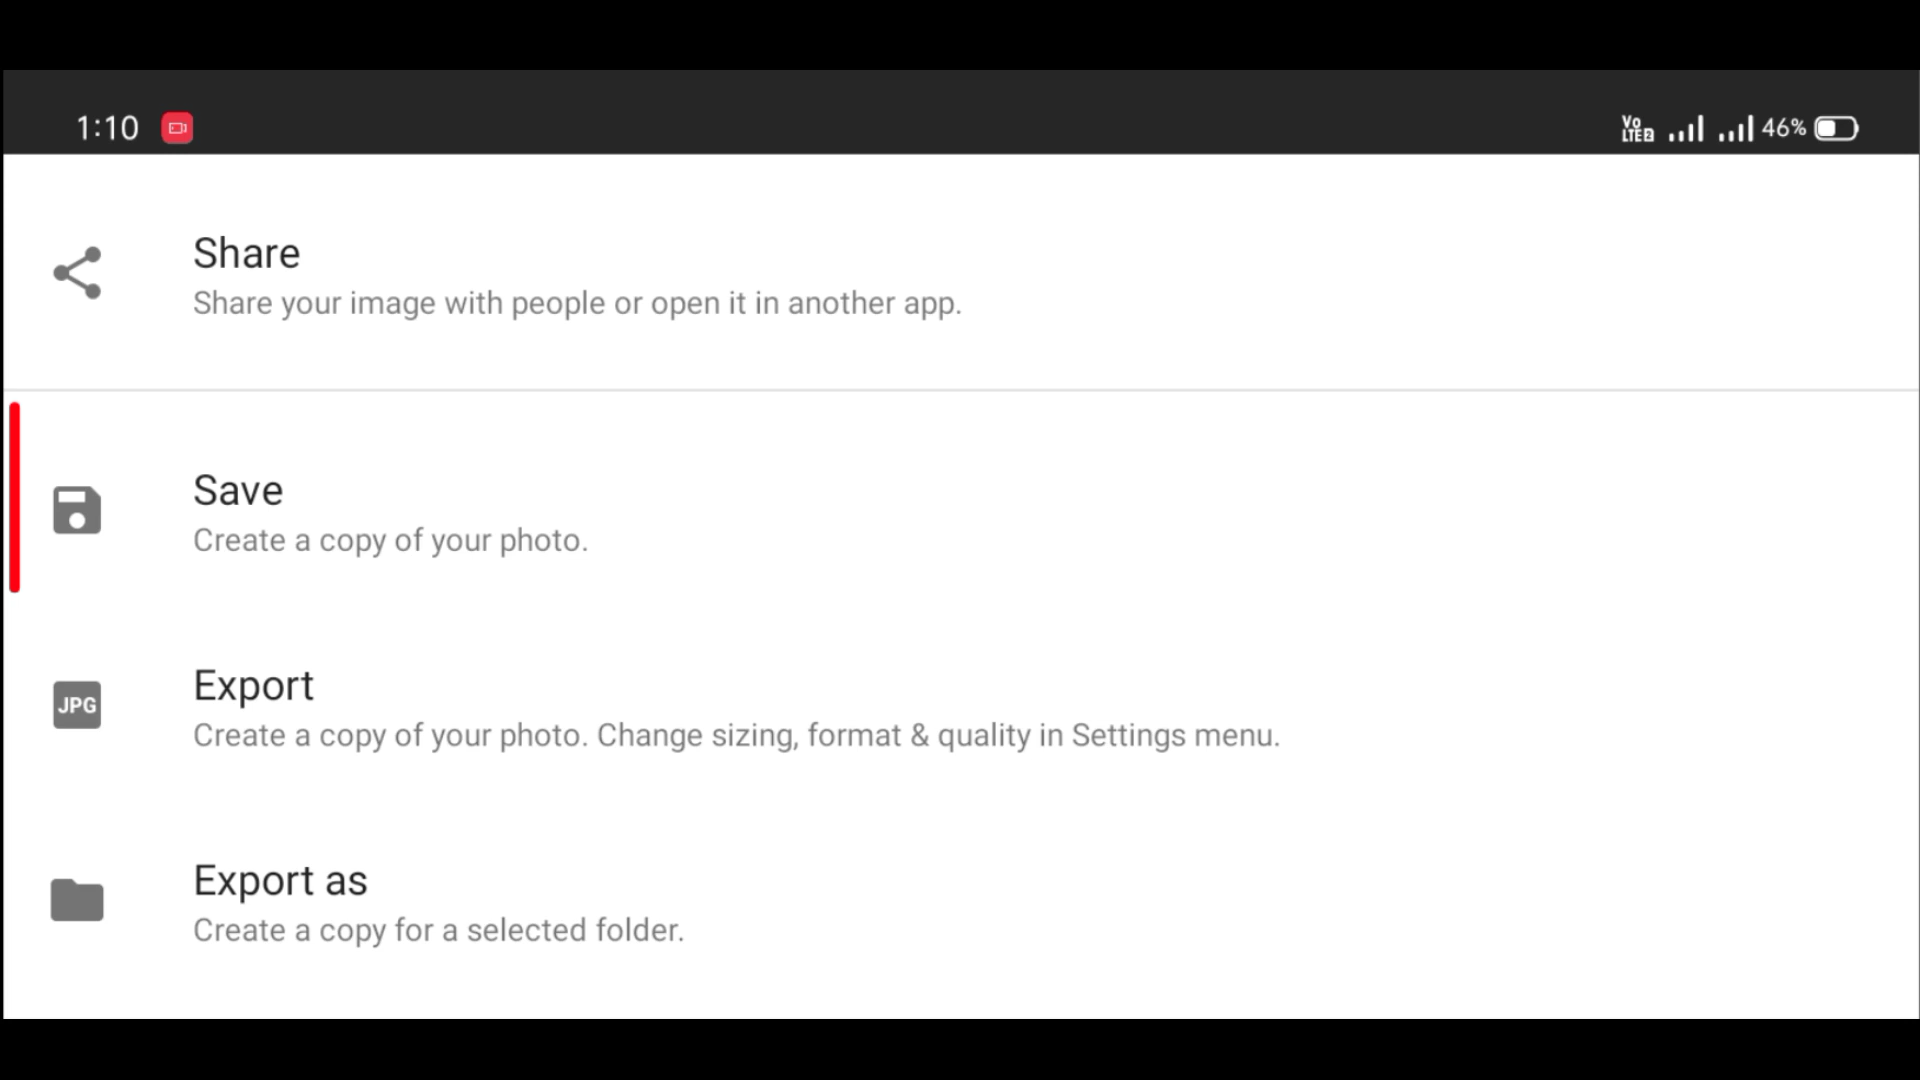 1:10
Vo
LTE2
46%
Share
Share your image with people or open it in another app.
Save
Create a copy of your photo.
JPG
Export
Create a copy of your photo. Change sizing, format & quality in Settings menu.
Export as
Create a copy for a selected folder.